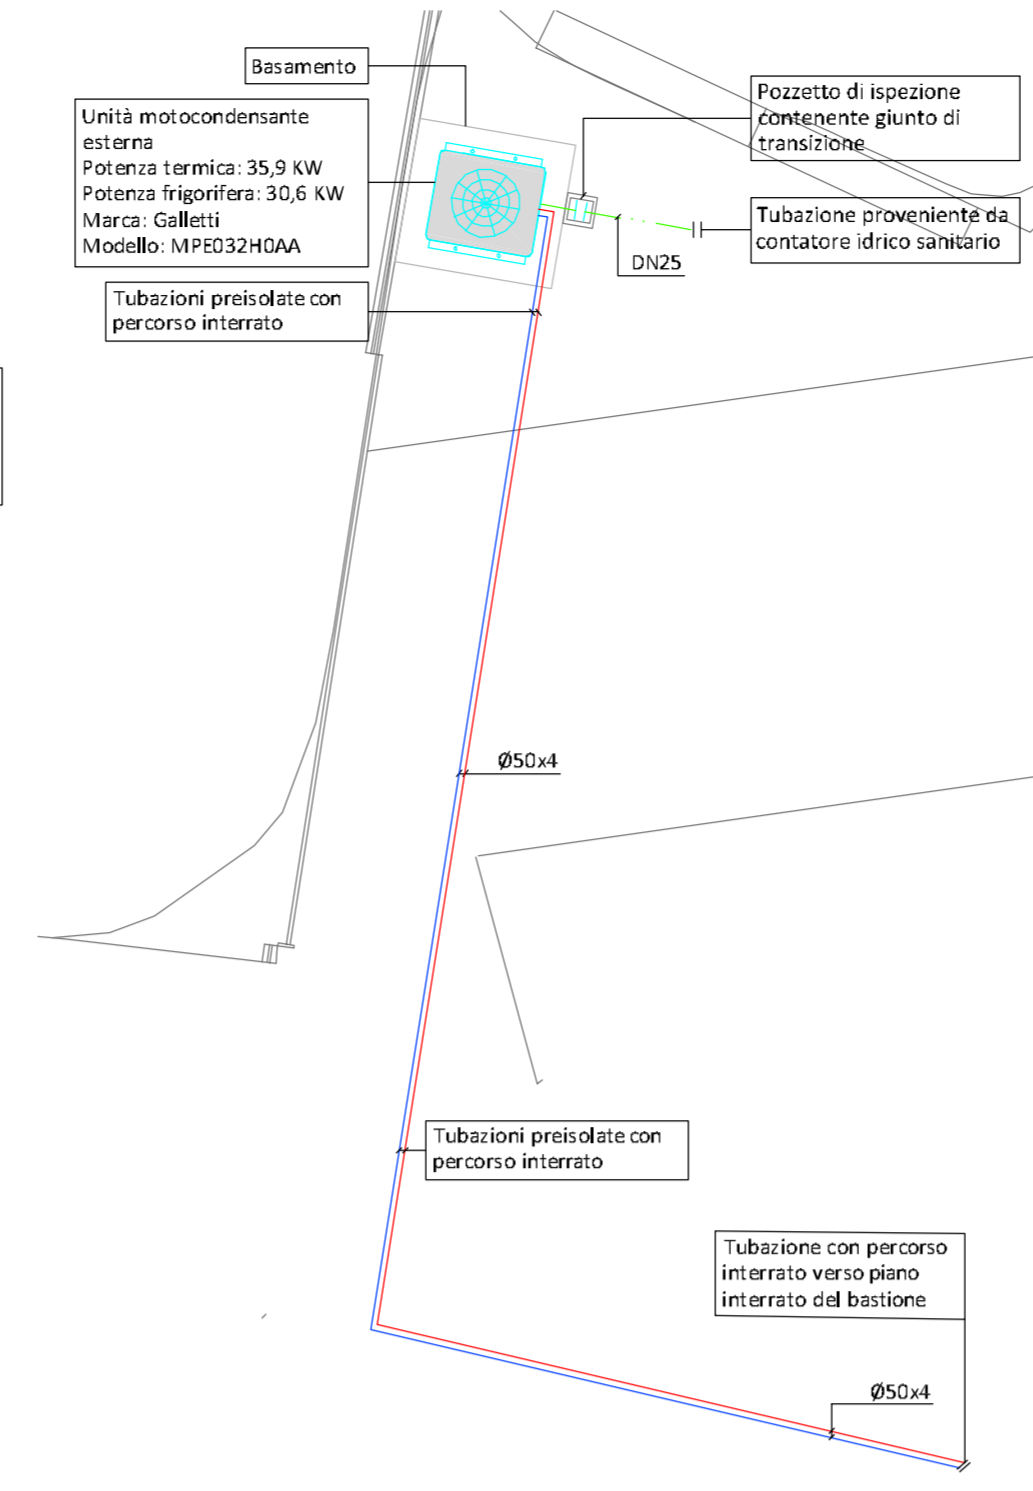 Basamento
Unità motocondensante
esterna
Potenza termica: 35,9 KW
Potenza frigorifera: 30,6 KW
Marca: Galletti
Modello: MPE032H0AA
Pozzetto di ispezione
contenente giunto di
transizione
Tubazione proveniente da
contatore idrico sanitario
DN25
Tubazioni preisolate con
percorso interrato
Ø50x4
Tubazioni preisolate con
percorso interrato
Tubazione con percorso
interrato verso piano
interrato del bastione
Ø50x4